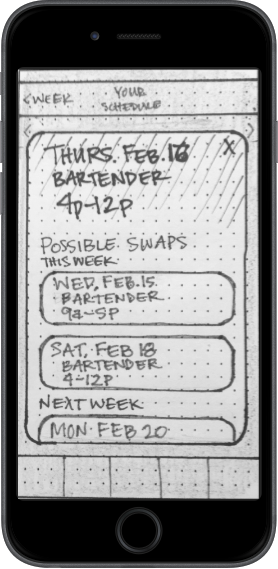 <WEEK
YOUR
SCHEDULE
THURS. FEB. 16
X
BARTENDER
4p-12p
POSSIBLE SWAPS
THIS WEEK
WED, FEB. 15
BARTENDER
9a-5P
SAT, FEB 18
BARTENDER
4-12P
NEXT WEEK
MON FEB 20